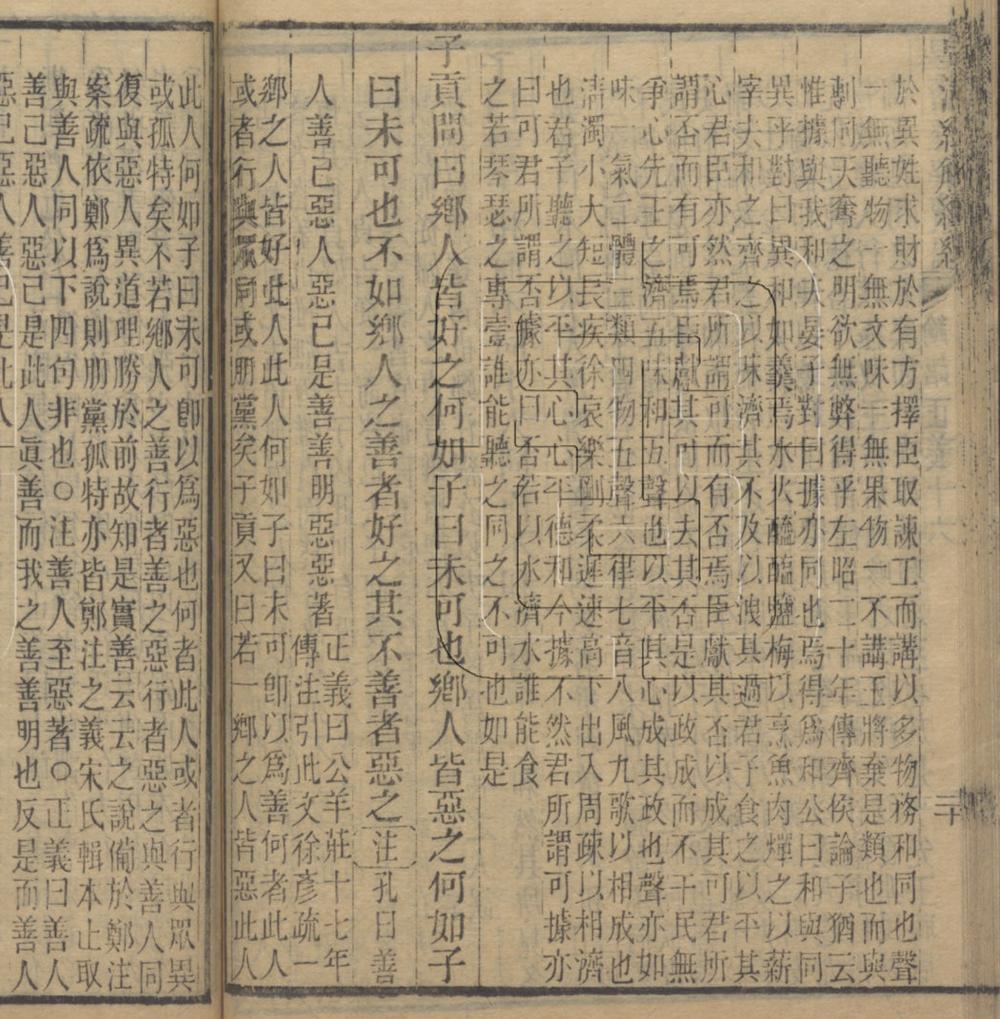 於異姓求財於有方擇臣取諫工而講以多物務和同也聲
一無聽物一無文味一無果物一不講王將棄是類也而與
剸同天奪之明欲無弊得乎左昭二十年傳齊侯論子猶云
惟據與我和夫晏子對曰據亦同也焉得爲和公曰和與同
異乎對曰異和如羹焉水火醯醢鹽梅以烹魚肉燀之以薪
宰夫和之齊之以味濟其不及以洩其過君子食之以平其
心君臣亦然君所謂可而有否焉臣獻其否以成其可君所
謂否而有可焉臣獻其可以去其否是以政成而不干民無
爭心先王之濟五味和五聲也以平其心成其政也聲亦如
味一氣二體三類四物五聲六律七音八風九歌以相成也
淸濁小大短長疾徐哀樂剛柔遲速高下出入周疎以相濟
也君子聽之以平其心心平德和今據不然君所謂可據亦
曰可君所謂否據亦曰否若以水濟水誰能食
之若琴瑟之專壹誰能聽之同之不可也如是
子貢問曰鄉人皆好之何如子曰未可也鄉人皆惡之何如子
曰未可也不如鄉人之善者好之其不善者惡之注孔曰善
人善己惡人惡己是善善明惡惡著
正義曰公羊莊十七年
傳注引此文徐彥疏一
鄉之人皆好此人此人何如子曰未可卽以爲善何者此人
或者行與眾同或朋黨矣子貢又曰若一鄉之人皆惡此人
此人何如子曰未可卽以爲惡也何者此人或者行與眾異
或孤特矣不若鄉人之善行者善之惡行者惡之與善人同
復與惡人異道理勝於前故知是實善云云之說備於鄭注
案疏依鄭爲說則朋黨孤特亦皆鄭注之義宋氏輯本止取
與善人同以下四句非也○注善人至惡著○正義曰善人
善己惡人惡己是此人眞善而我之善善明也反是而善人
惡己惡人善己是此人
二十